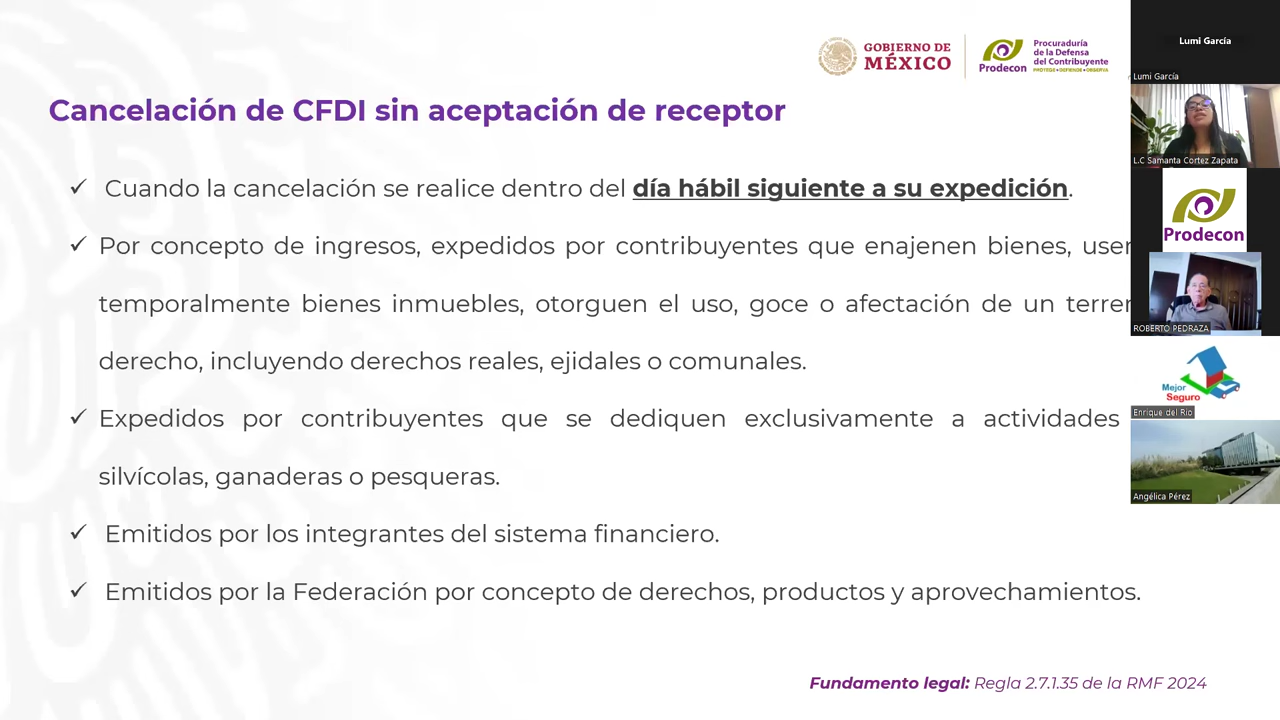 GOBIERNO DE
MÉXICO
Prodecon
Procuraduría
de la Defensa
del Contribuyente
PROTEGE • DEFIENDE • OBSERVA
Cancelación de CFDI sin aceptación de receptor
✓ Cuando la cancelación se realice dentro del día hábil siguiente a su expedición.
✓ Por concepto de ingresos, expedidos por contribuyentes que enajenen bienes,
temporalmente bienes inmuebles, otorguen el uso, goce o afectación de un
derecho, incluyendo derechos reales, ejidales o comunales.
✓ Expedidos por contribuyentes que se dediquen exclusivamente a actividades
silvícolas, ganaderas o pesqueras.
✓ Emitidos por los integrantes del sistema financiero.
✓ Emitidos por la Federación por concepto de derechos, productos y aprovechamientos.
Fundamento legal: Regla 2.7.1.35 de la RMF 2024
Lumi García
Lumi García
L.C Samanta Cortez Zapata
Prodecon
ROBERTO PEDRAZA
Mejor
Seguro
Enrique del Río
Angélica Pérez